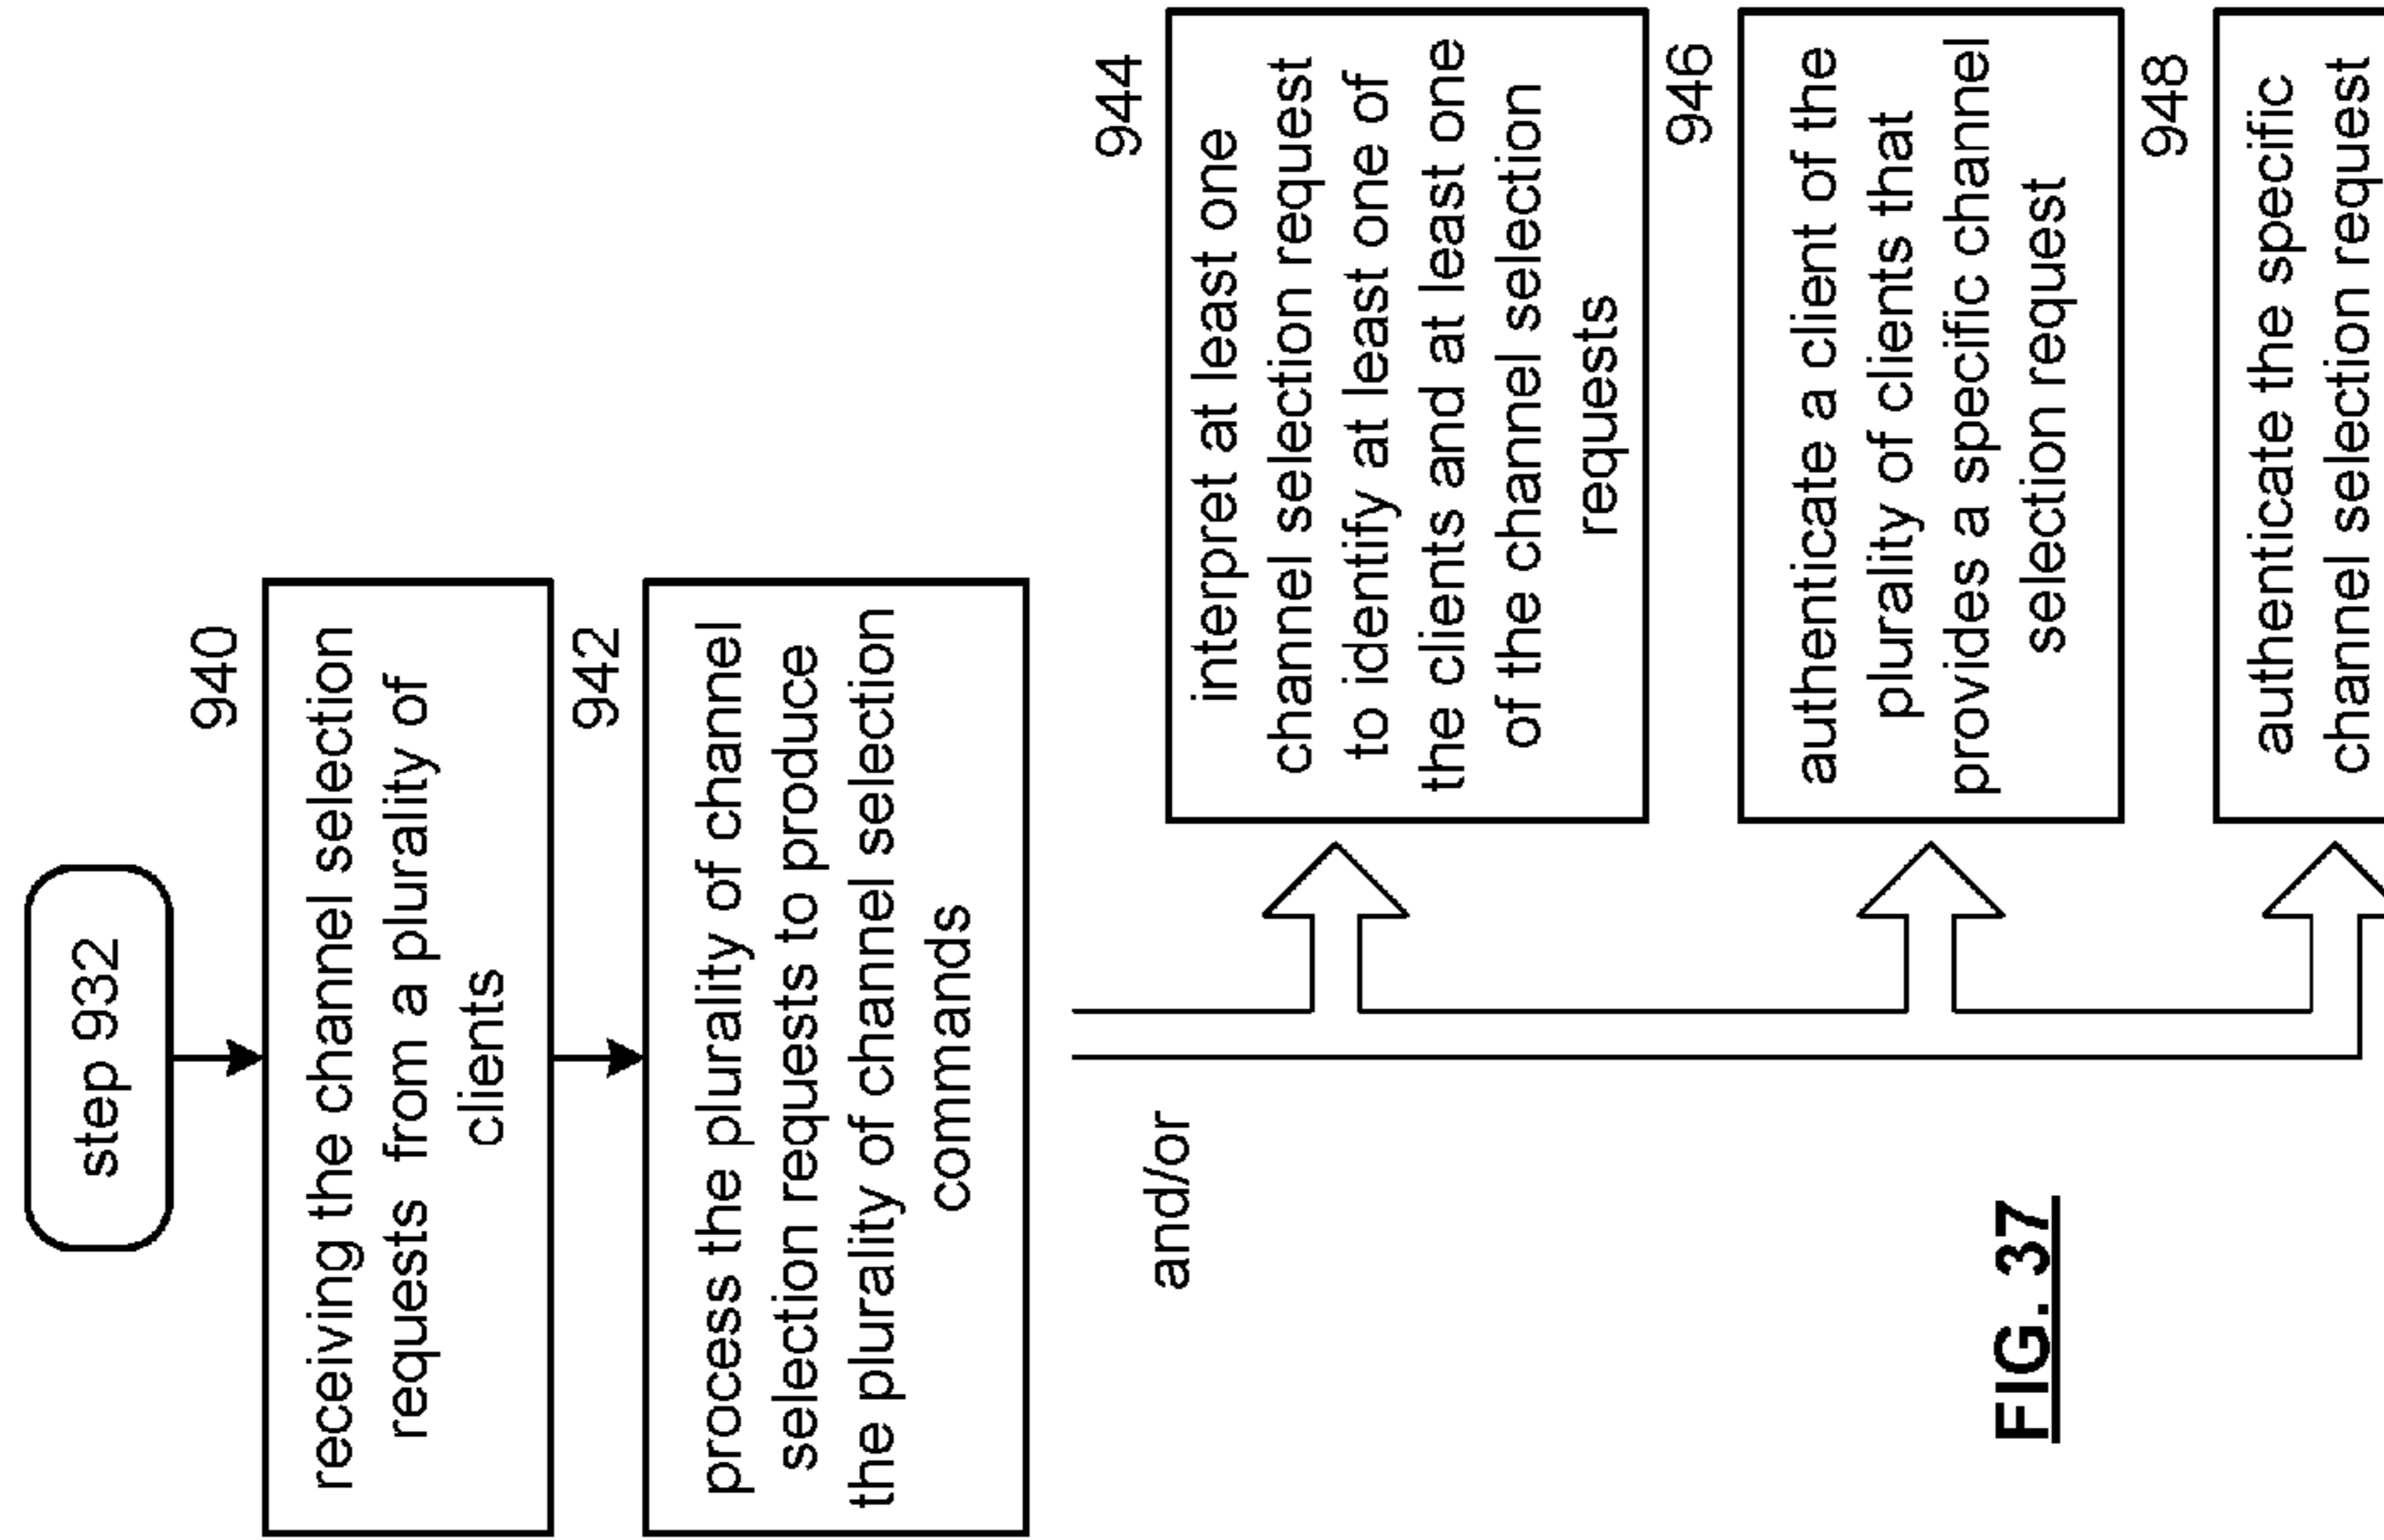 step 932
940
receiving the channel selection
requests from a plurality of
clients
942
process the plurality of channel
selection requests to produce
the plurality of channel selection
commands
and/or
944
interpret at least one
channel selection request
to identify at least one of
the clients and at least one
of the channel selection
requests
946
authenticate a client of the
plurality of clients that
provides a specific channel
selection request
948
authenticate the specific
channel selection request
FIG. 37